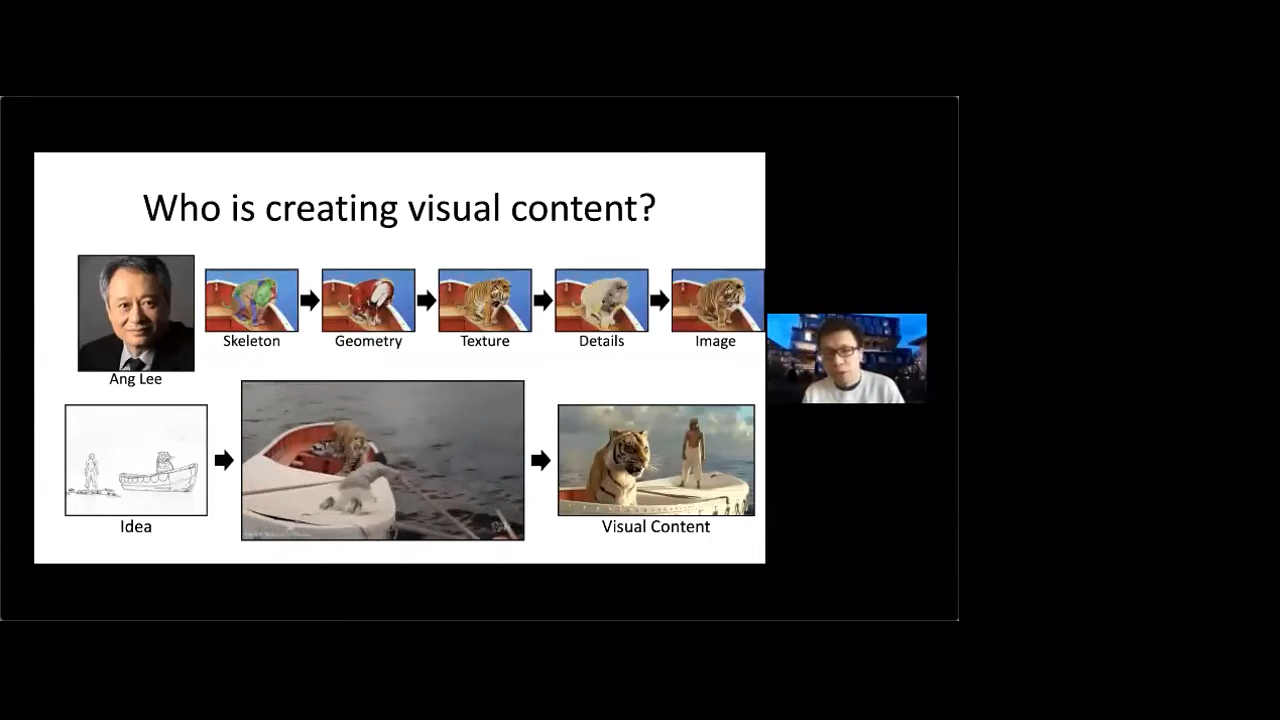 Who is creating visual content?
Skeleton
Geometry
Texture
Details
Image
Ang Lee
Idea
Visual Content